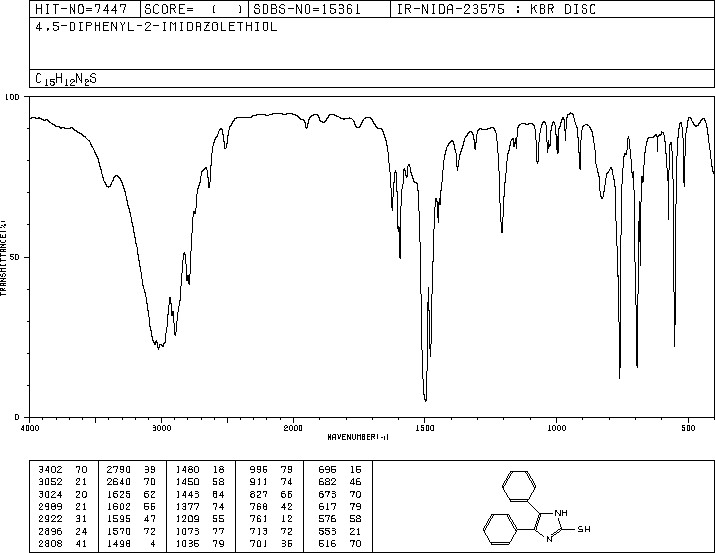 HIT-NO=7447 SCORE= ( ) SDBS-NO=15361 IR-NIDA-23575 : KBR DISC
4,5-DIPHENYL-2-IMIDAZOLETHIOL
C15H12N2S
100
50
0
TRANSMITTANCE(%)
4000 3000 2000 1500 1000 500
WAVENUMBER(-1)
3402 70 2790 39 1480 18 996 79 695 15
3052 21 2640 70 1450 58 911 74 682 46
3024 20 1625 62 1443 84 827 66 673 70
2989 21 1602 56 1377 74 768 42 617 79
2922 31 1595 47 1209 55 761 12 576 58
2896 24 1570 72 1073 77 713 72 553 21
2808 41 1498 4 1036 79 701 36 516 70
NH
SH
N